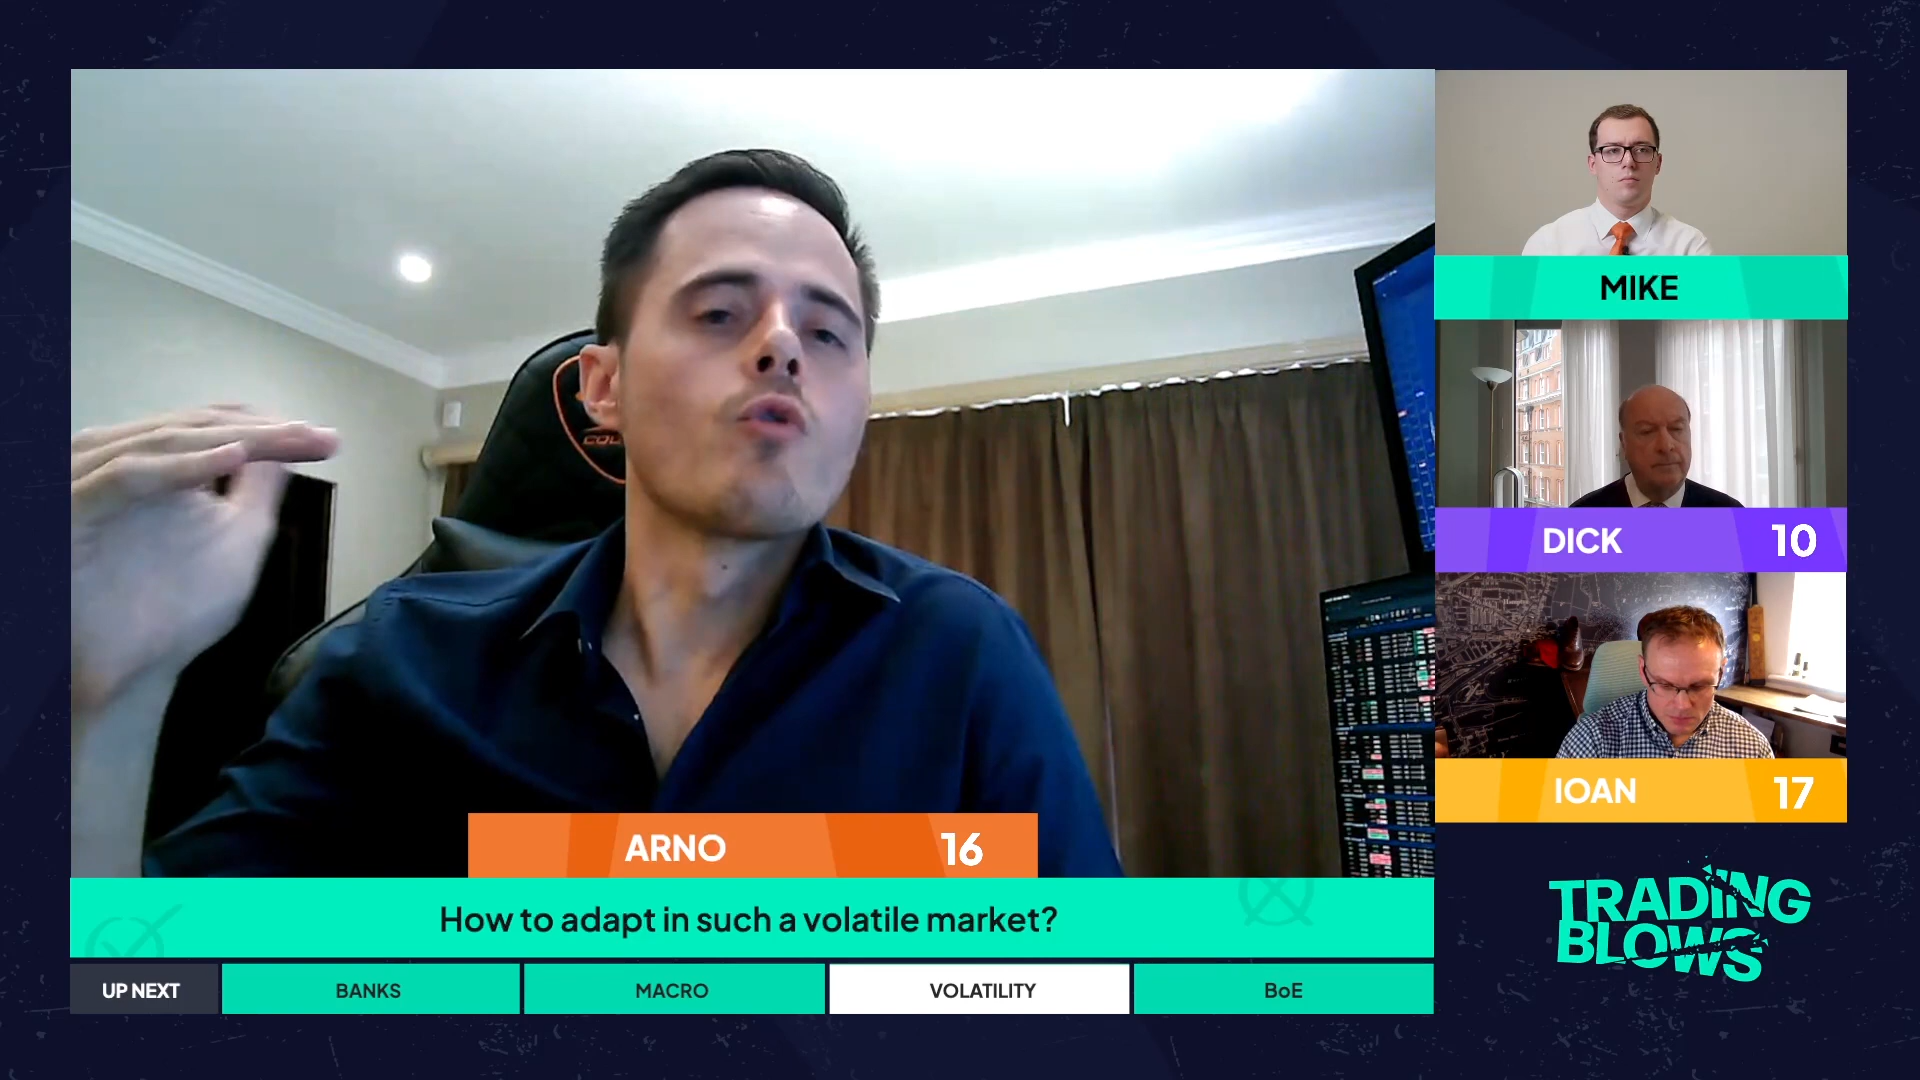 MIKE
DICK 10
IOAN 17
ARNO 16
How to adapt in such a volatile market?
UP NEXT BANKS MACRO VOLATILITY BoE
TRADING
BLOWS